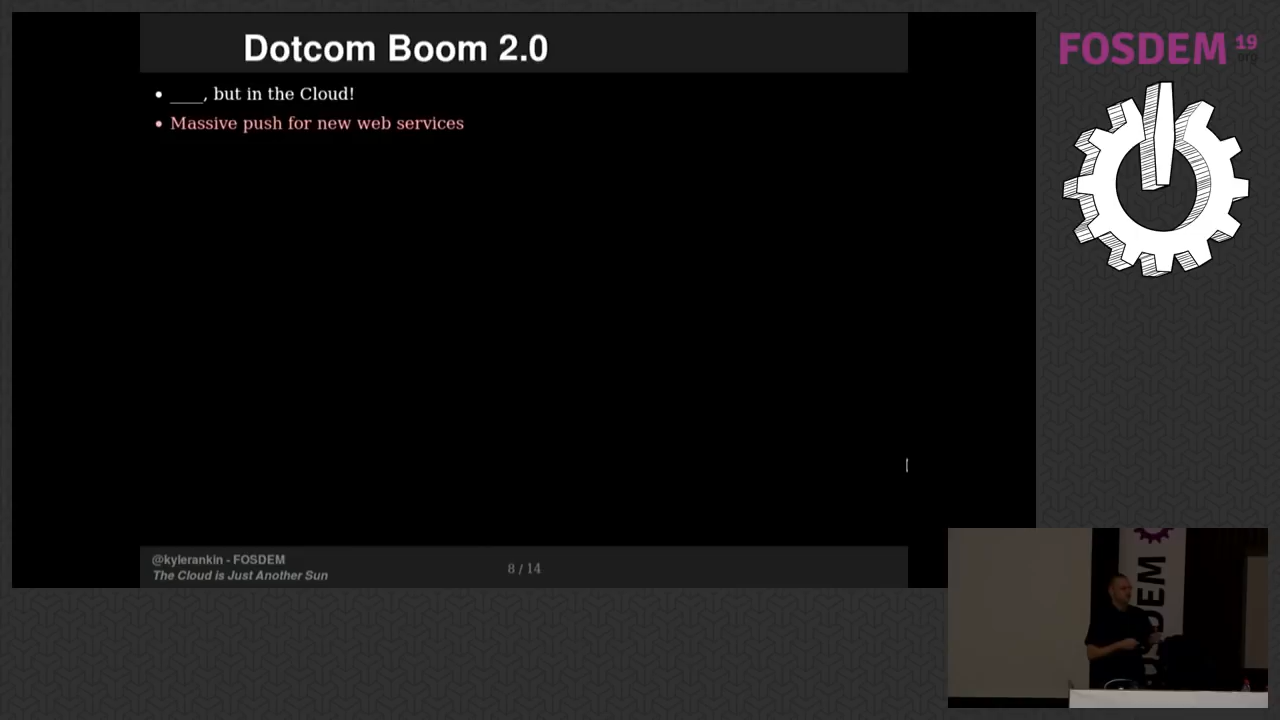 Dotcom Boom 2.0
• ____, but in the Cloud!
• Massive push for new web services
@kylerankin - FOSDEM
The Cloud is Just Another Sun
8 / 14
FOSDEM 19
org
FOSDEM